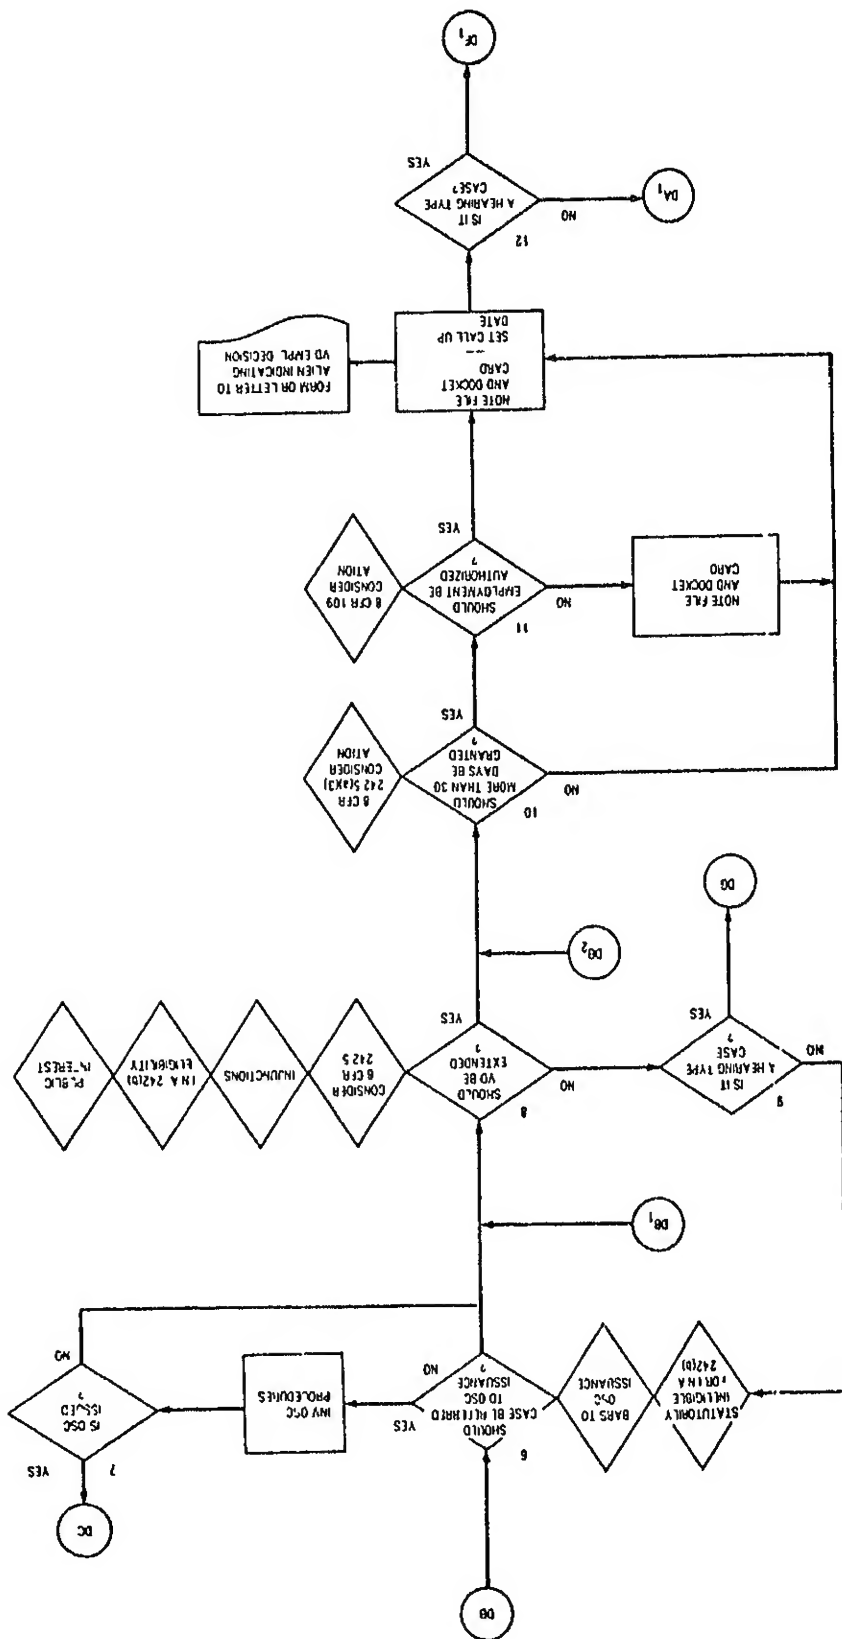 DB
DC
6
SHOULD
CASE BE REFERRED
TO OSC
ISSUANCE
?
YES
NO
STATUTORILY
INELIGIBLE
FOR I N A
242(b)
BARS TO
OSC
ISSUANCE
INV OSC
PROCEDURES
7
YES
IS OSC
ISSUED
?
NO
DB1
8
SHOULD
VD BE
EXTENDED
?
NO
YES
CONSIDER
8 CFR
242 5
INJUNCTIONS
I N A 242(b)
ELIGIBILITY
PUBLIC
INTEREST
9
IS IT
A HEARING TYPE
CASE
?
NO
YES
DG
DB2
10
SHOULD
MORE THAN 30
DAYS BE
GRANTED
?
NO
YES
8 CFR
242 5(a)(3)
CONSIDER
ATION
11
SHOULD
EMPLOYMENT BE
AUTHORIZED
?
NO
YES
8 CFR 109
CONSIDER
ATION
NOTE FILE
AND DOCKET
CARD
NOTE FILE
AND DOCKET
CARD
--
SET CALL UP
DATE
FORM OR LETTER TO
ALIEN INDICATING
VD EMPL DECISION
12
IS IT
A HEARING TYPE
CASE?
NO
YES
DA1
DF1